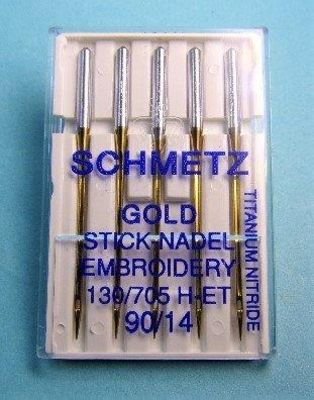 SCHMETZ
GOLD
STICK-NADEL
EMBROIDERY
130/705 H-ET
90/14
TITANIUM NITRIDE